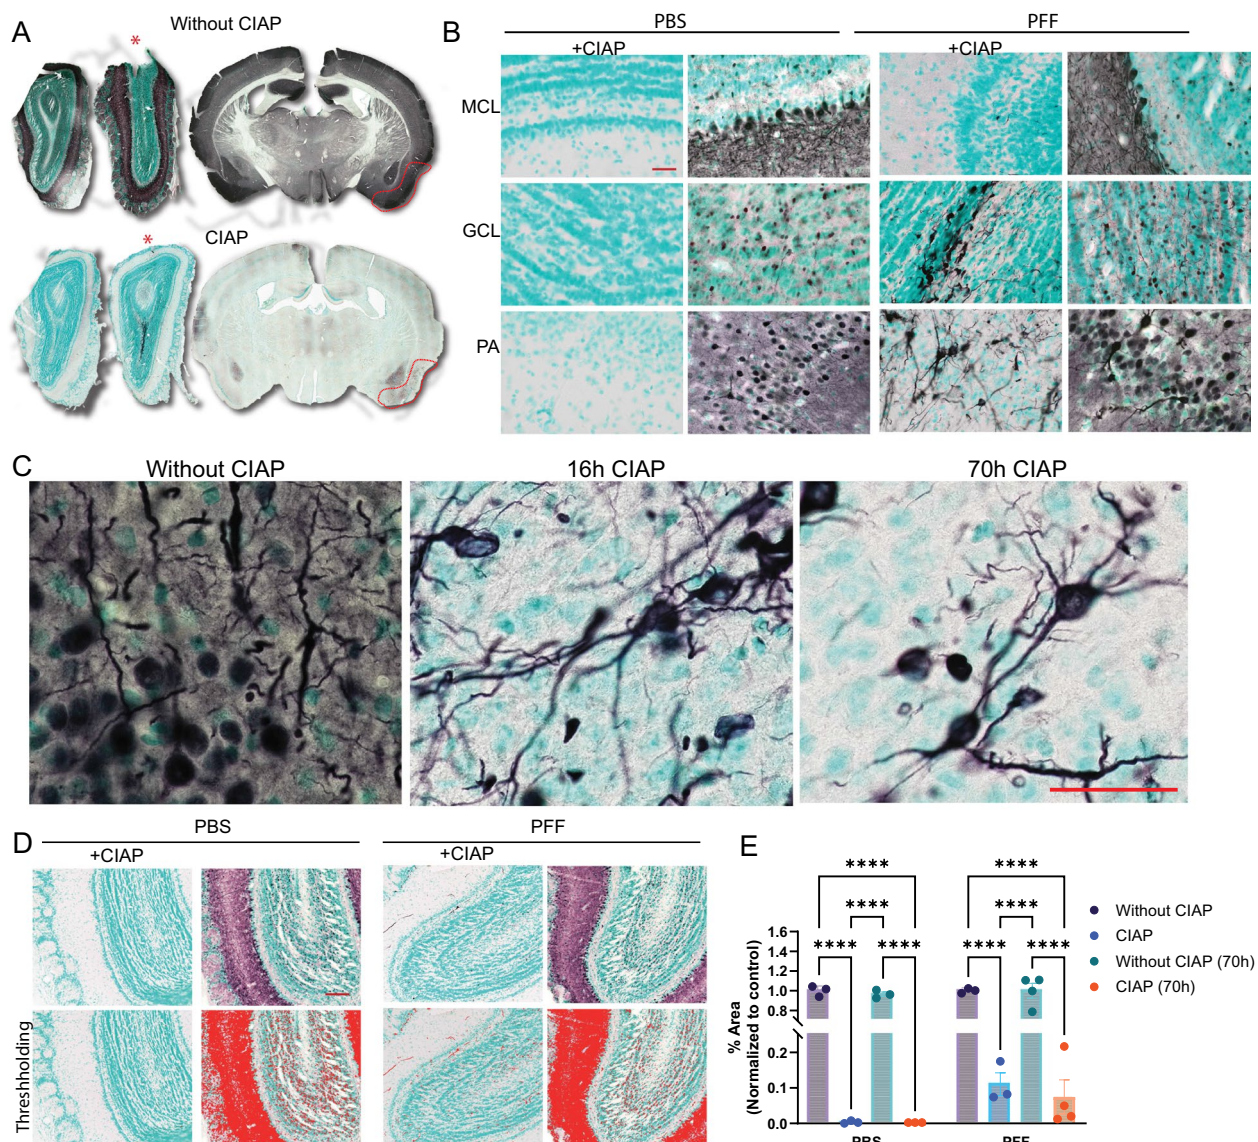 A
Without CIAP
*
CIAP
*
B
PBS
PFF
+CIAP
+CIAP
MCL
GCL
PA
C
Without CIAP
16h CIAP
70h CIAP
D
PBS
PFF
+CIAP
+CIAP
Threshholding
E
**** ****
**** ****
**** **** **** ****
% Area
(Normalized to control)
1.6
1.4
1.2
1.0
0.8
0.2
0.1
0.0
PBS
PFF
Without CIAP
CIAP
Without CIAP (70h)
CIAP (70h)